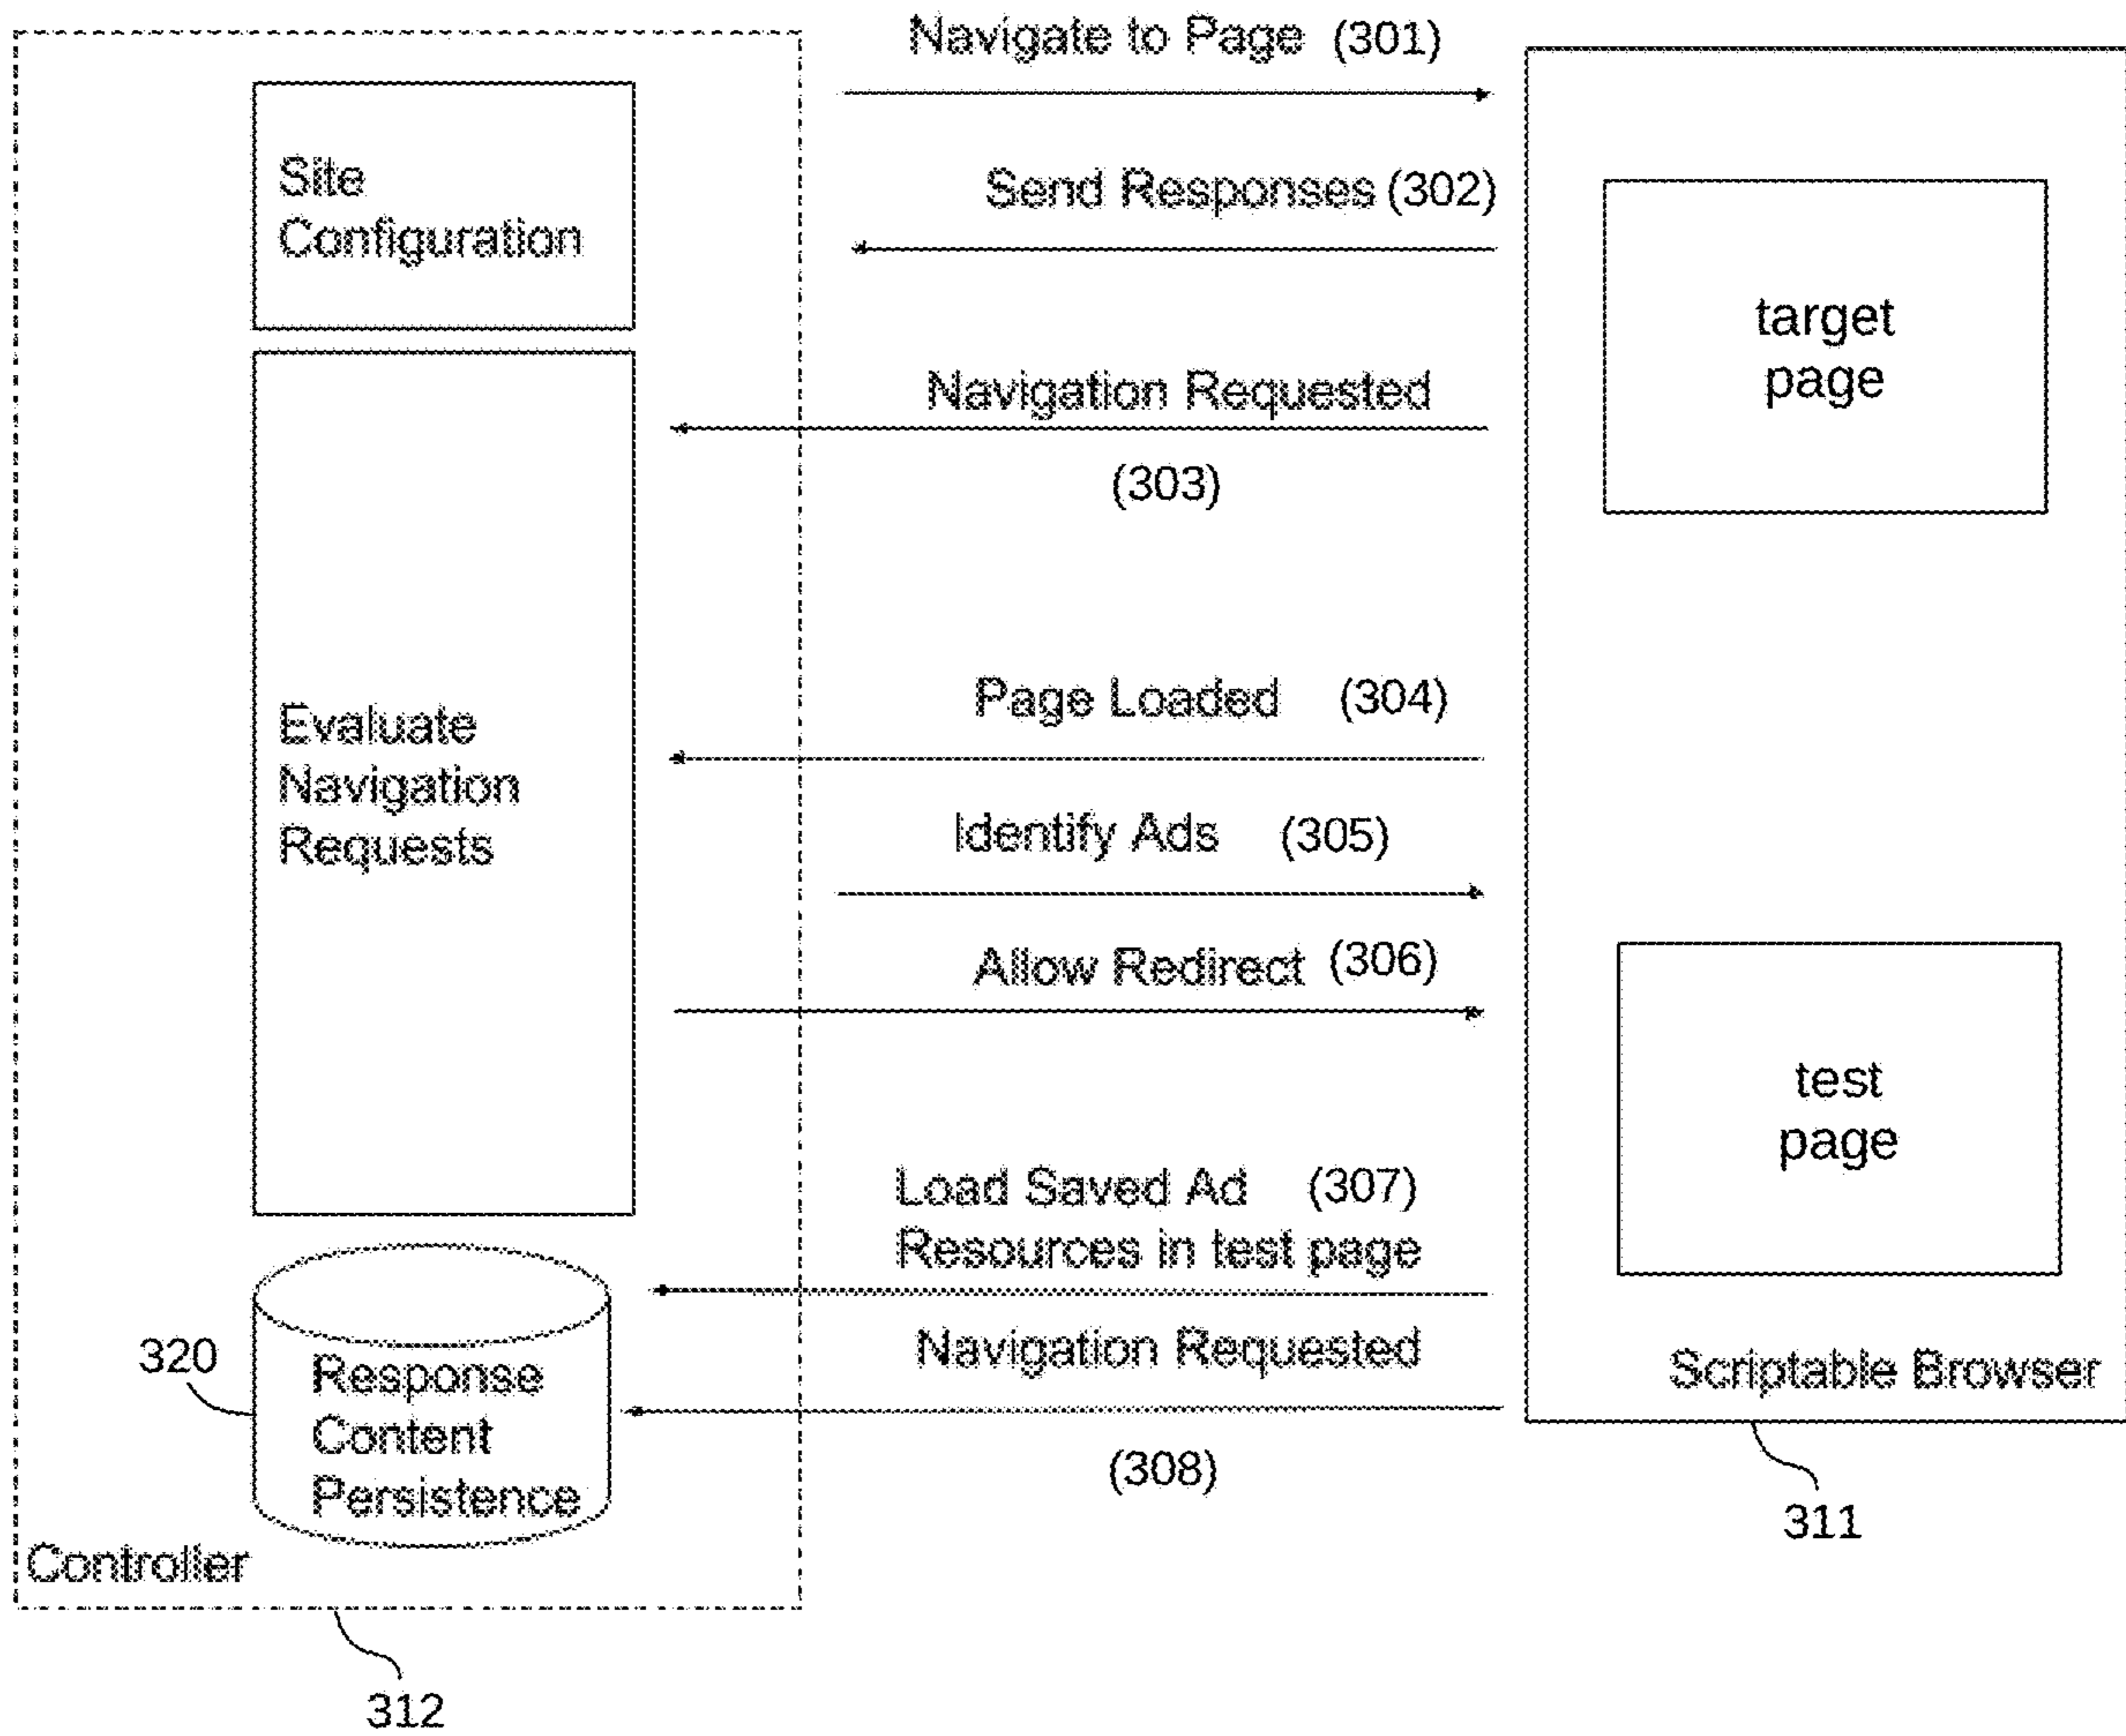 Navigate to Page (301)
Site
Configuration
Send Responses (302)
target
page
Navigation Requested
(303)
Page Loaded (304)
Evaluate
Navigation
Requests
Identify Ads (305)
Allow Redirect (306)
test
page
Load Saved Ad (307)
Resources in test page
Navigation Requested
(308)
320
Response
Content
Persistence
Scriptable Browser
311
Controller
312